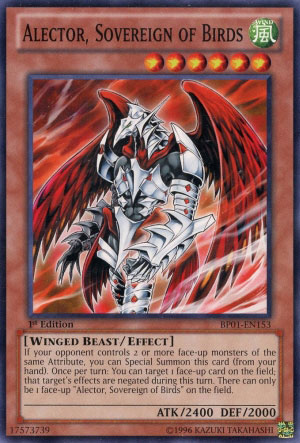 Alector, Sovereign of Birds
WIND
風
1st Edition
BP01-EN153
[Winged Beast/Effect]
If your opponent controls 2 or more face-up monsters of
the same Attribute, you can Special Summon this card (from
your hand). Once per turn: You can target 1 face-up card on the field;
that target's effects are negated during this turn. There can only
be 1 face-up "Alector, Sovereign of Birds" on the field.
ATK/2400 DEF/2000
17573739
©1996 KAZUKI TAKAHASHI